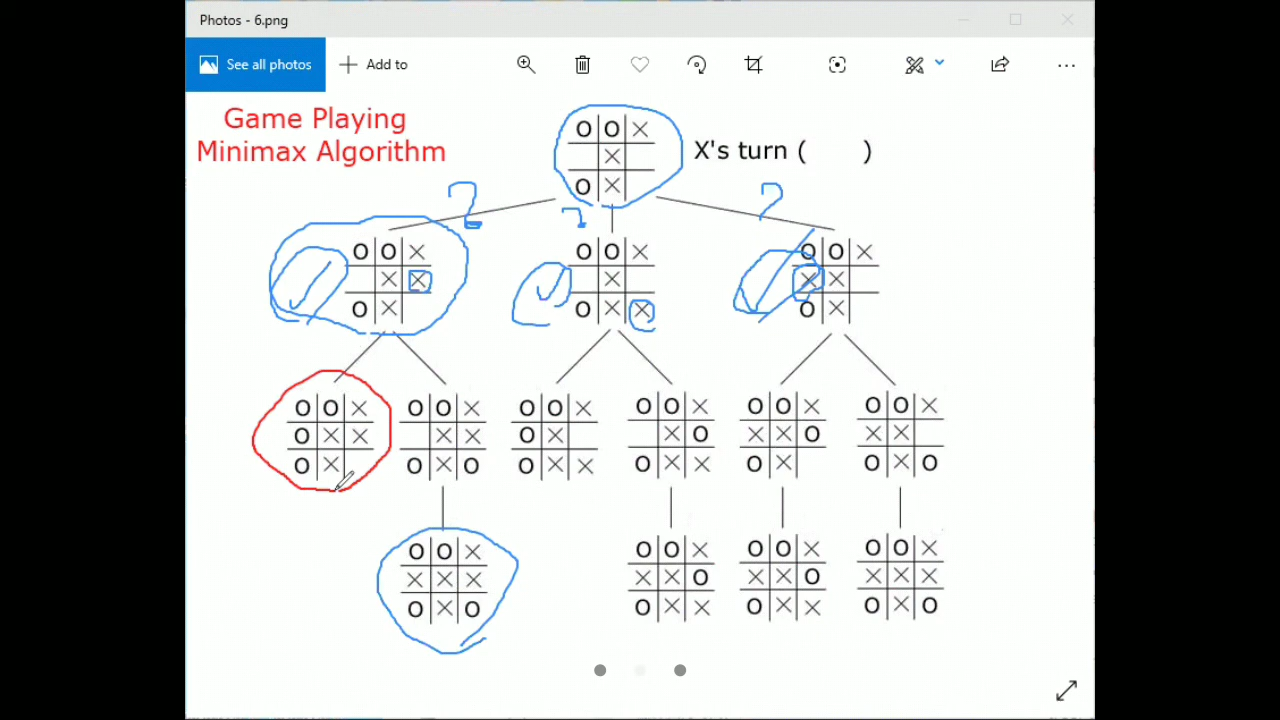 Photos - 6.png
See all photos
Add to
Game Playing
Minimax Algorithm
X's turn ( )
O O X
X
O X
? ? ?
O O X O O X O O X
X X X X X
O X O X X O X
O O X O O X O O X O O X O O X O O X
O X X X X O X X O X X O X X
O X O X O O X X O X X O X O X O
O O X O O X O O X O O X
X X X X X O X X O X X X
O X O O X X O X X O X O